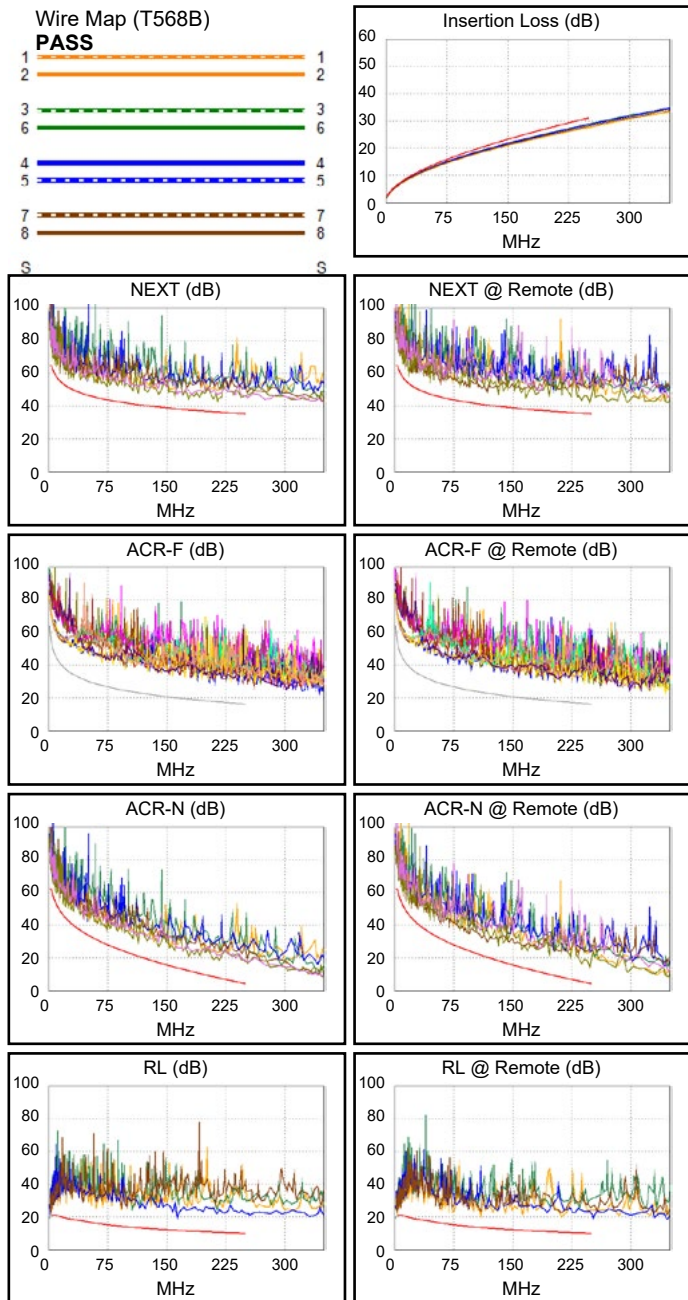 Wire Map (T568B)
PASS
1 1
2 2
3 3
6 6
4 4
5 5
7 7
8 8
S S
Insertion Loss (dB)
60
50
40
30
20
10
0
0 75 150 225 300
MHz
NEXT (dB)
100
80
60
40
20
0
0 75 150 225 300
MHz
NEXT @ Remote (dB)
100
80
60
40
20
0
0 75 150 225 300
MHz
ACR-F (dB)
100
80
60
40
20
0
0 75 150 225 300
MHz
ACR-F @ Remote (dB)
100
80
60
40
20
0
0 75 150 225 300
MHz
ACR-N (dB)
100
80
60
40
20
0
0 75 150 225 300
MHz
ACR-N @ Remote (dB)
100
80
60
40
20
0
0 75 150 225 300
MHz
RL (dB)
100
80
60
40
20
0
0 75 150 225 300
MHz
RL @ Remote (dB)
100
80
60
40
20
0
0 75 150 225 300
MHz